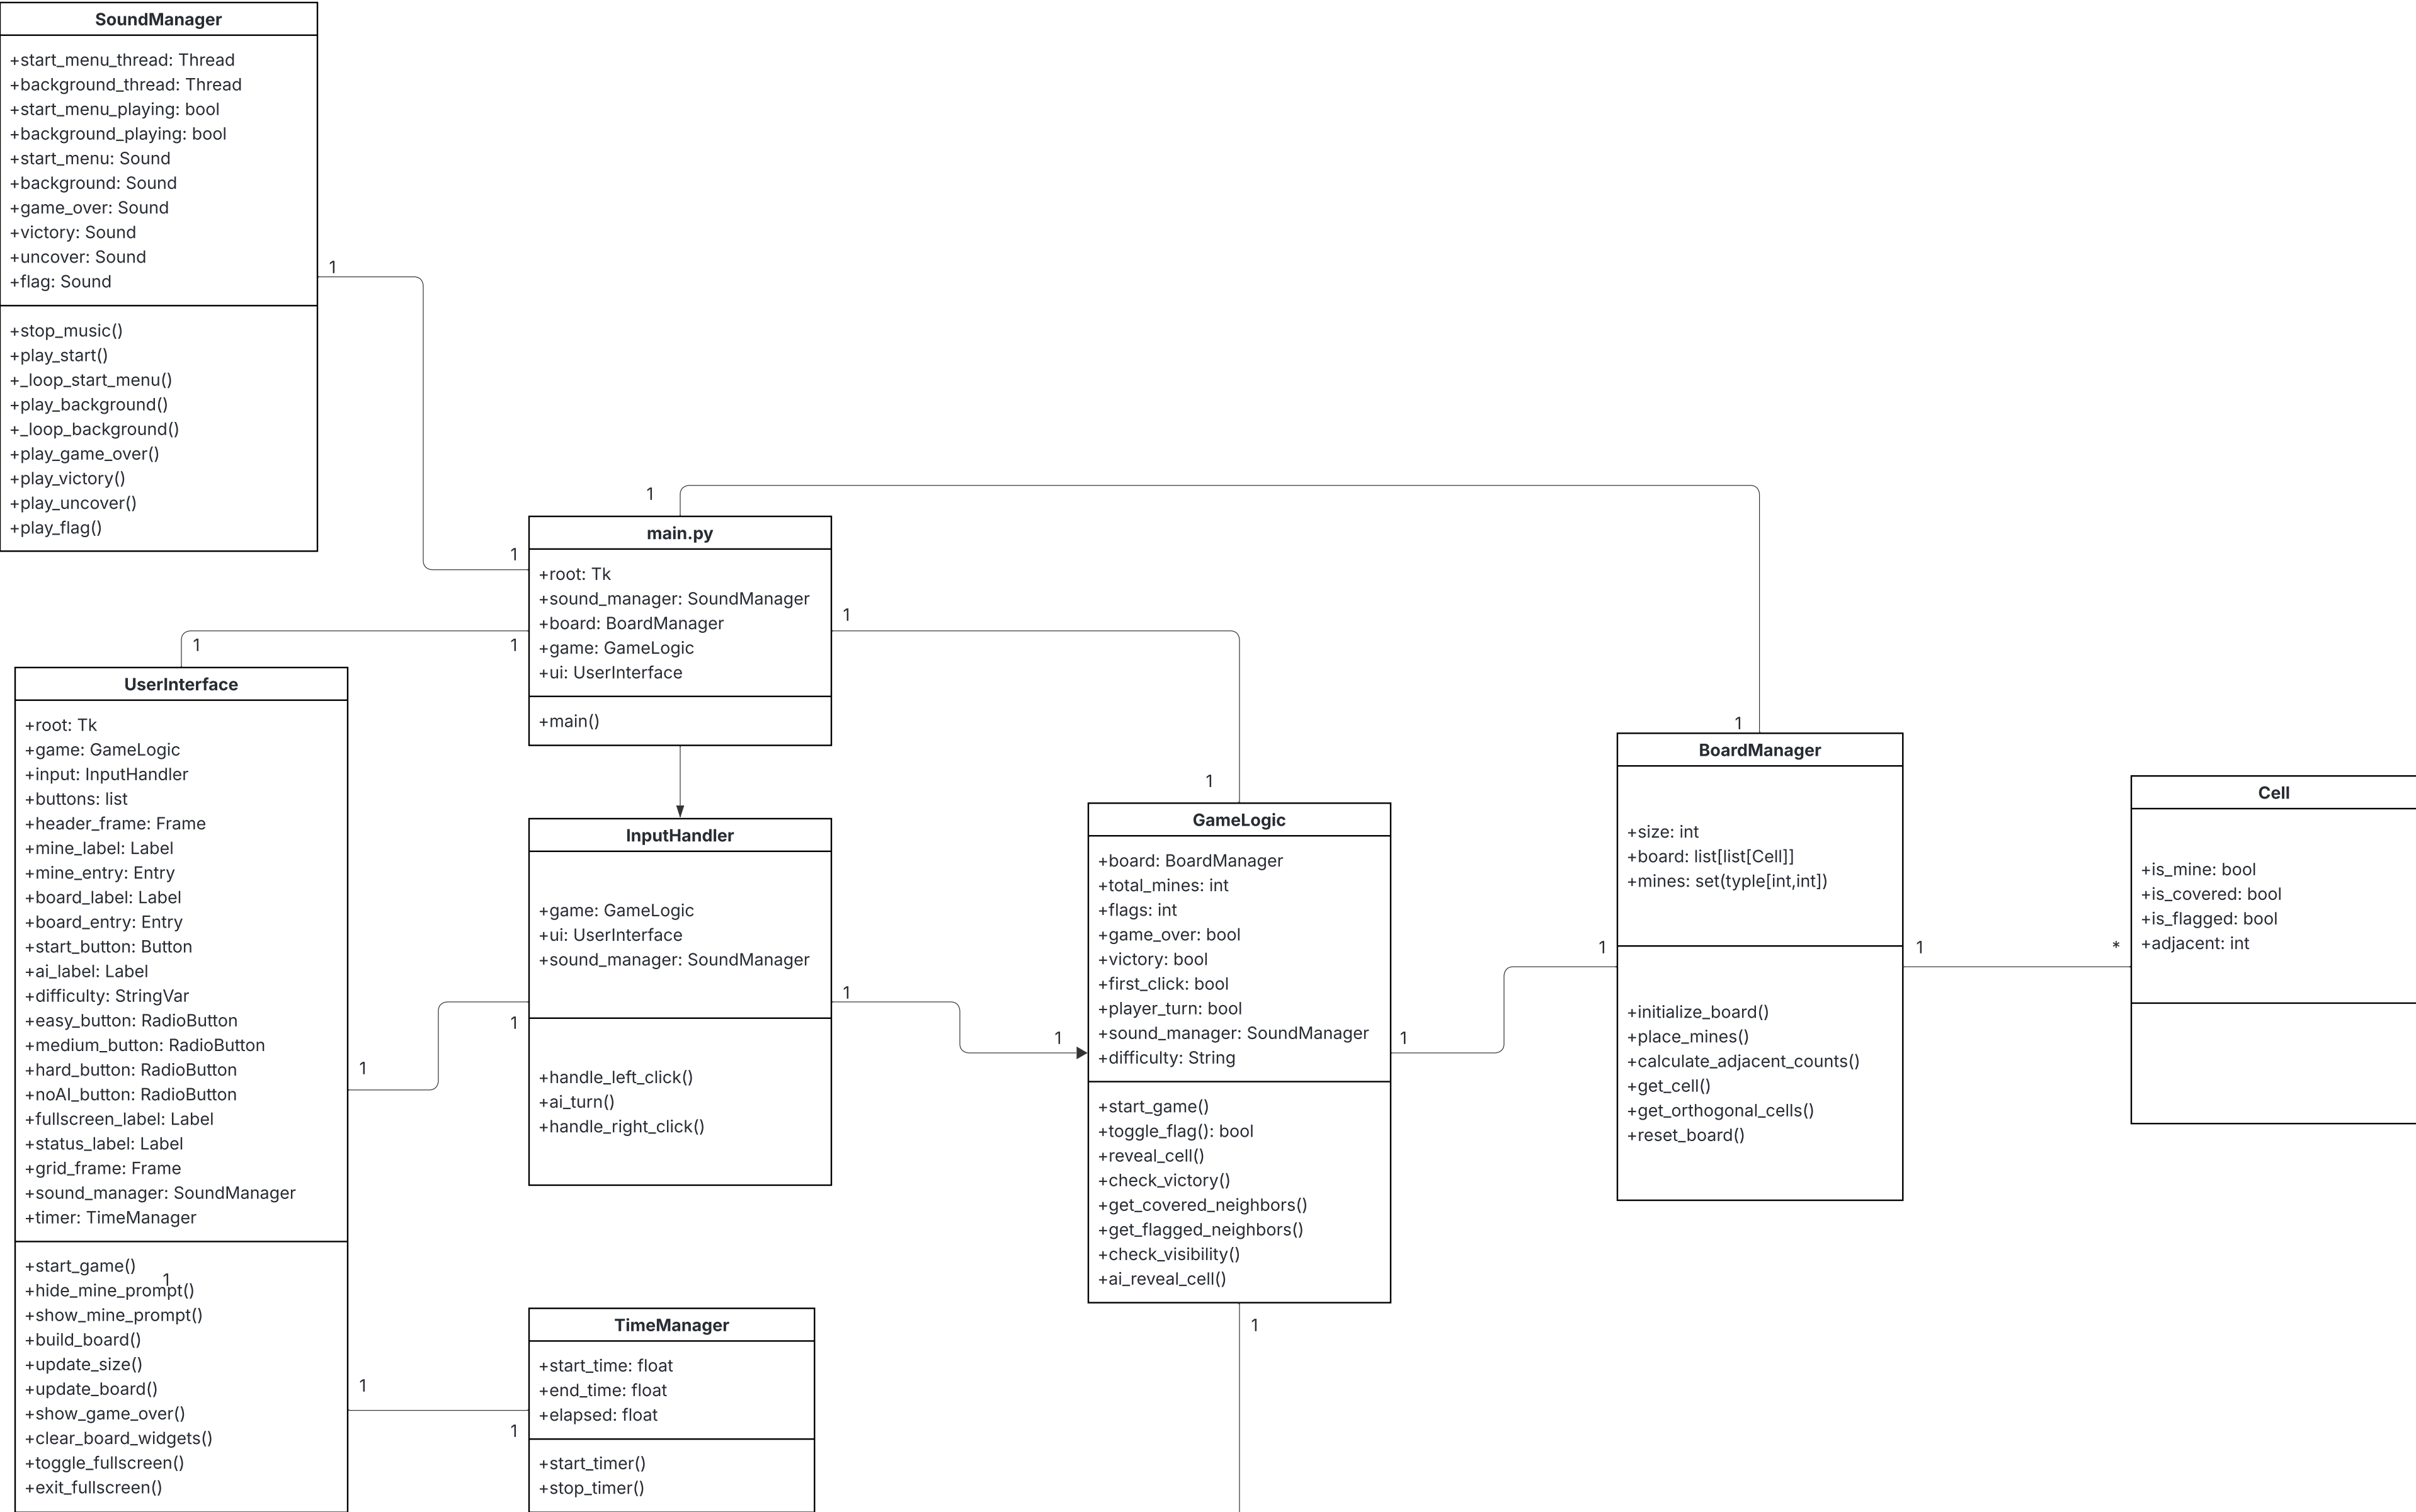 SoundManager
+start_menu_thread: Thread
+background_thread: Thread
+start_menu_playing: bool
+background_playing: bool
+start_menu: Sound
+background: Sound
+game_over: Sound
+victory: Sound
+uncover: Sound
+flag: Sound
+stop_music()
+play_start()
+_loop_start_menu()
+play_background()
+_loop_background()
+play_game_over()
+play_victory()
+play_uncover()
+play_flag()
1
1
1
main.py
+root: Tk
+sound_manager: SoundManager
+board: BoardManager
+game: GameLogic
+ui: UserInterface
+main()
1
1
1
1
1
UserInterface
+root: Tk
+game: GameLogic
+input: InputHandler
+buttons: list
+header_frame: Frame
+mine_label: Label
+mine_entry: Entry
+board_label: Label
+board_entry: Entry
+start_button: Button
+ai_label: Label
+difficulty: StringVar
+easy_button: RadioButton
+medium_button: RadioButton
+hard_button: RadioButton
+noAI_button: RadioButton
+fullscreen_label: Label
+status_label: Label
+grid_frame: Frame
+sound_manager: SoundManager
+timer: TimeManager
+start_game()
1
+hide_mine_prompt()
+show_mine_prompt()
+build_board()
+update_size()
+update_board()
+show_game_over()
+clear_board_widgets()
+toggle_fullscreen()
+exit_fullscreen()
1
1
InputHandler
+game: GameLogic
+ui: UserInterface
+sound_manager: SoundManager
+handle_left_click()
+ai_turn()
+handle_right_click()
1
1
1
1
TimeManager
+start_time: float
+end_time: float
+elapsed: float
+start_timer()
+stop_timer()
GameLogic
+board: BoardManager
+total_mines: int
+flags: int
+game_over: bool
+victory: bool
+first_click: bool
+player_turn: bool
+sound_manager: SoundManager
+difficulty: String
+start_game()
+toggle_flag(): bool
+reveal_cell()
+check_victory()
+get_covered_neighbors()
+get_flagged_neighbors()
+check_visibility()
+ai_reveal_cell()
1
1
1
BoardManager
+size: int
+board: list[list[Cell]]
+mines: set(typle[int,int])
+initialize_board()
+place_mines()
+calculate_adjacent_counts()
+get_cell()
+get_orthogonal_cells()
+reset_board()
1
*
Cell
+is_mine: bool
+is_covered: bool
+is_flagged: bool
+adjacent: int